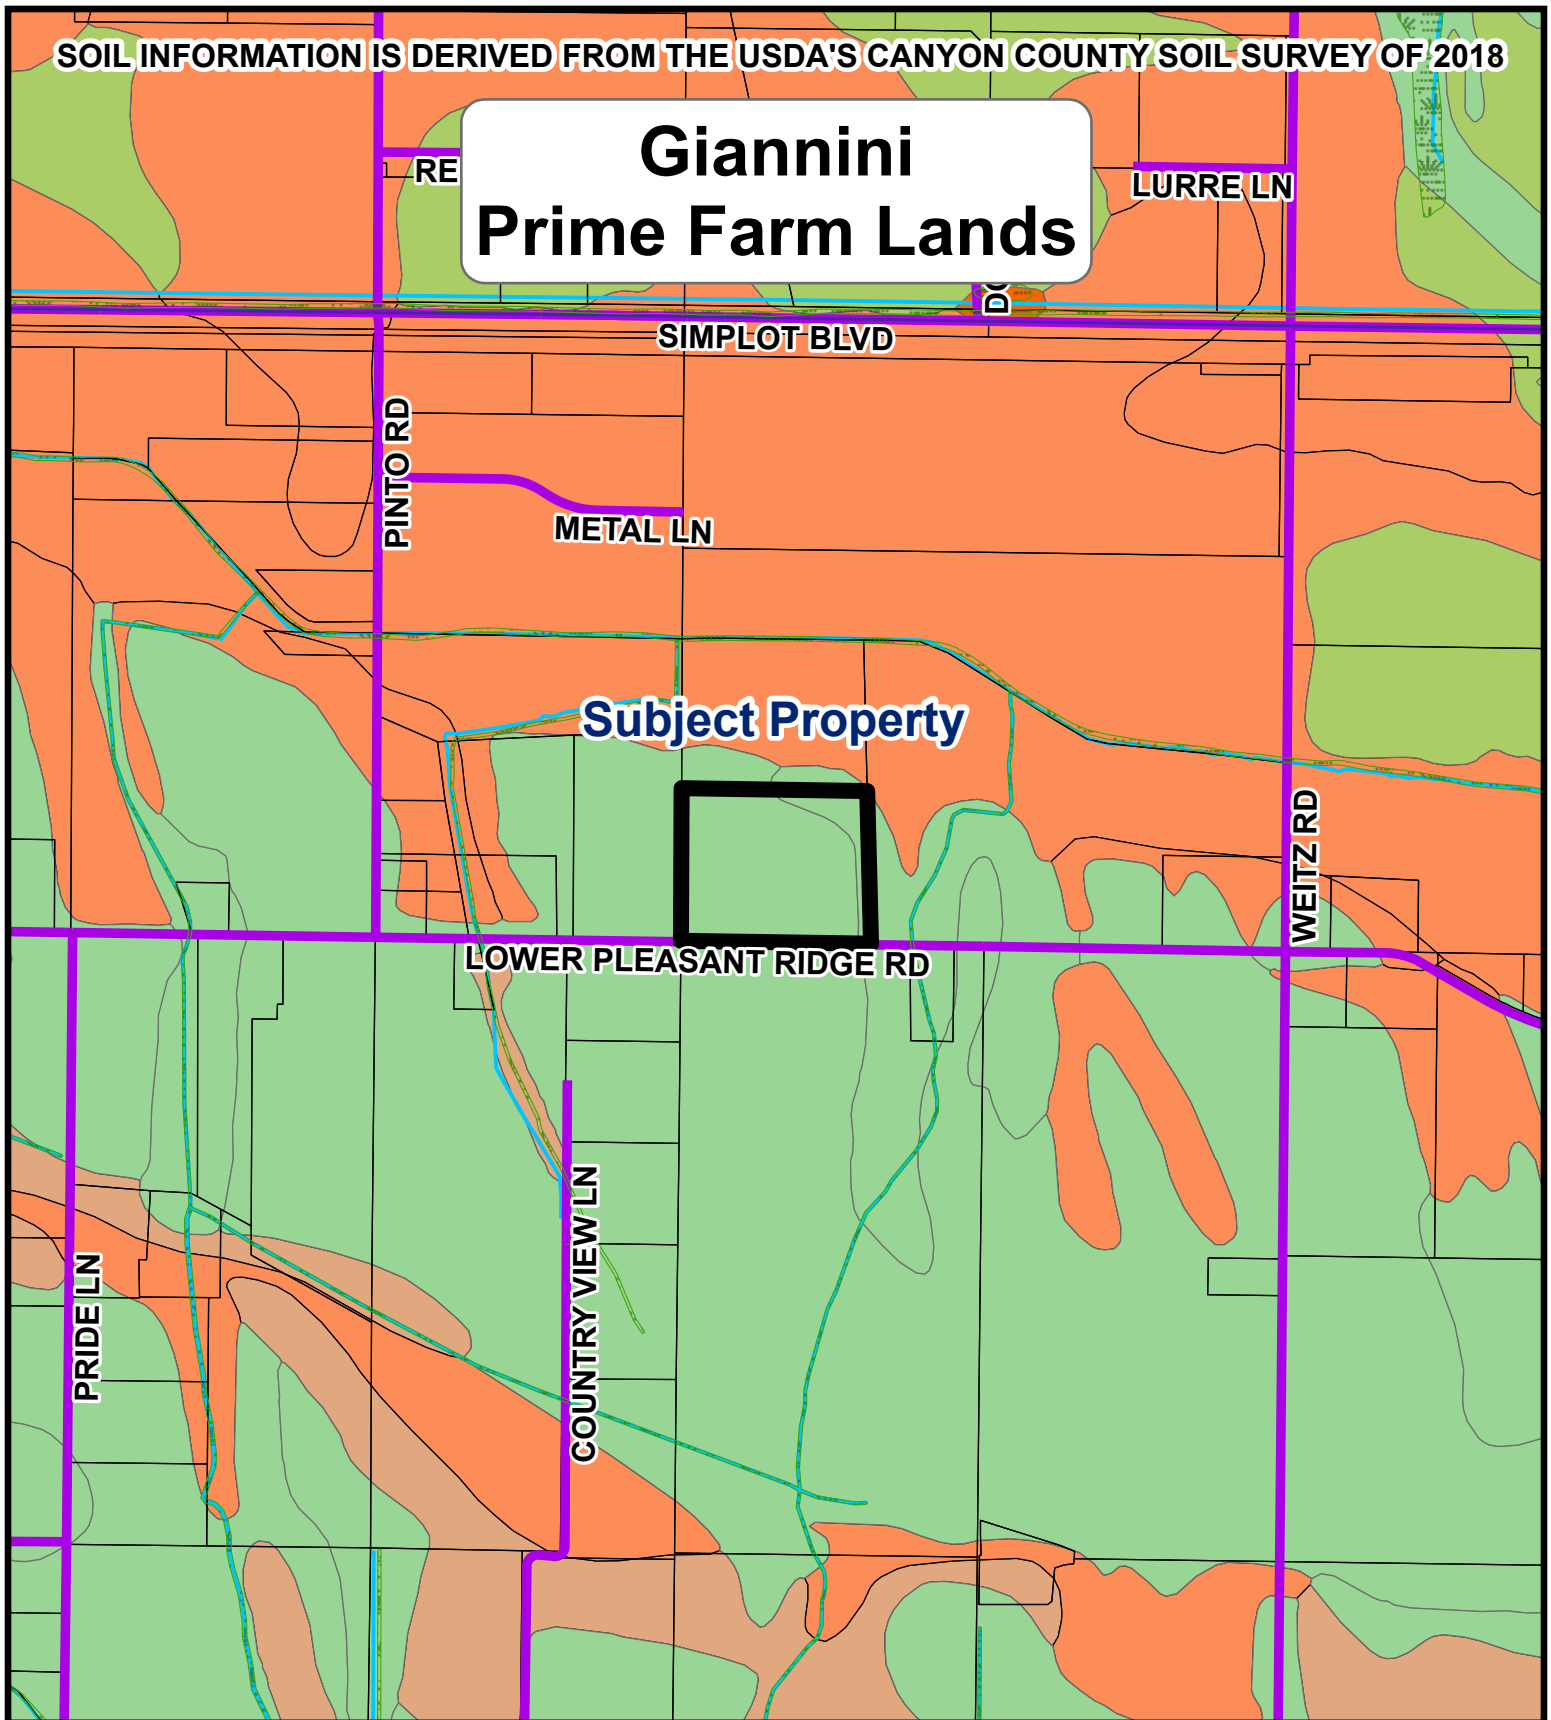 SOIL INFORMATION IS DERIVED FROM THE USDA'S CANYON COUNTY SOIL SURVEY OF 2018
Giannini
Prime Farm Lands
RE
LURRE LN
DO
SIMPLOT BLVD
PINTO RD
METAL LN
Subject Property
WEITZ RD
LOWER PLEASANT RIDGE RD
COUNTRY VIEW LN
PRIDE LN